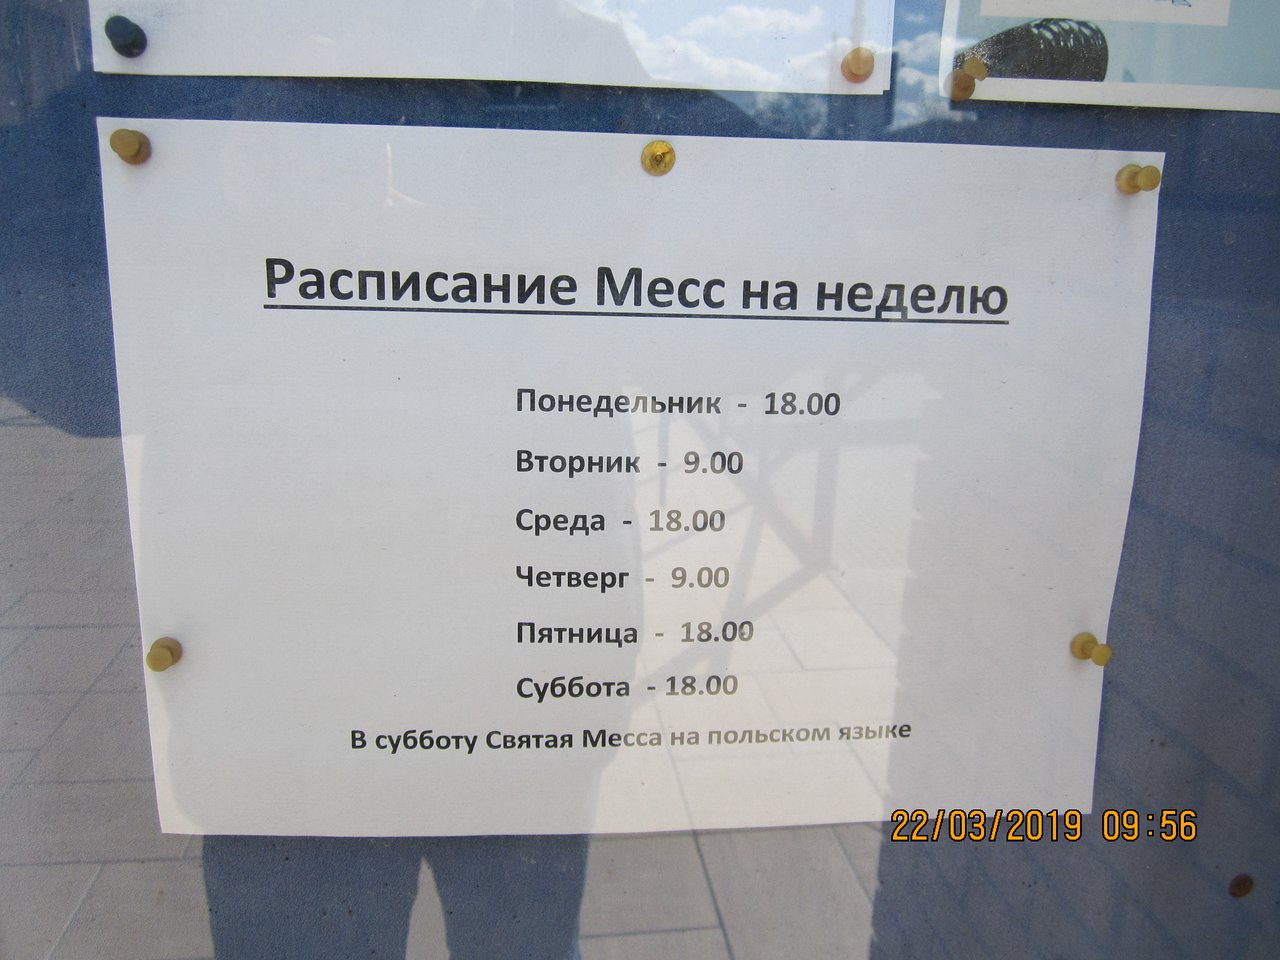 Расписание Месс на неделю
Понедельник - 18.00
Вторник - 9.00
Среда - 18.00
Четверг - 9.00
Пятница - 18.00
Суббота - 18.00
В субботу Святая Месса на польском языке
22/03/2019 09:56